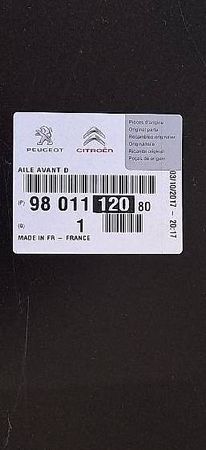 PEUGEOT CITROËN
Pièces d'origine
Original parts
Recambios originales
Originalteile
Ricambi originali
Peças de origem
AILE AVANT D
(P) 98 011 120 80
(Q) 1
MADE IN FR - FRANCE
03/10/2017 - 20:17